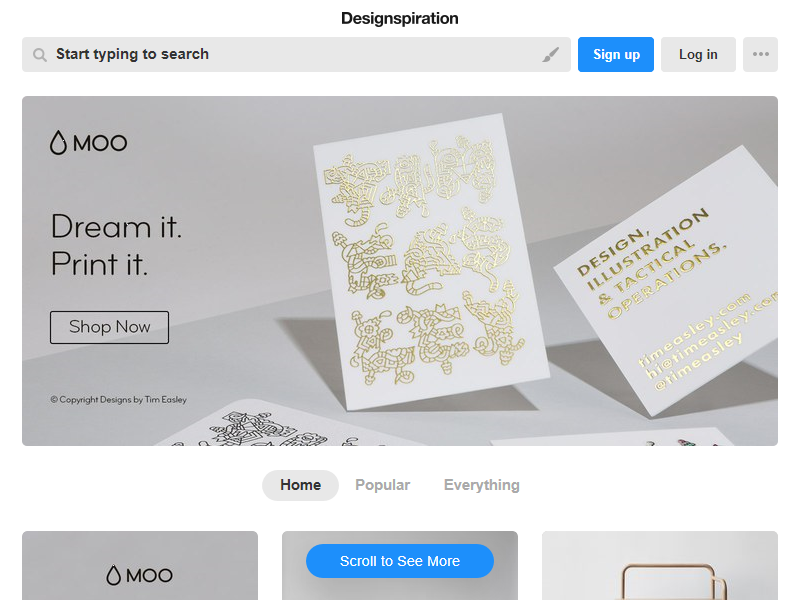 Designspiration
Start typing to search
Sign up
Log in
MOO
Dream it.
Print it.
Shop Now
© Copyright Designs by Tim Easley
DESIGN,
ILLUSTRATION
& TACTICAL
OPERATIONS.
timeasley.com
hi@timeasley.com
@timeasley
Home
Popular
Everything
MOO
Scroll to See More